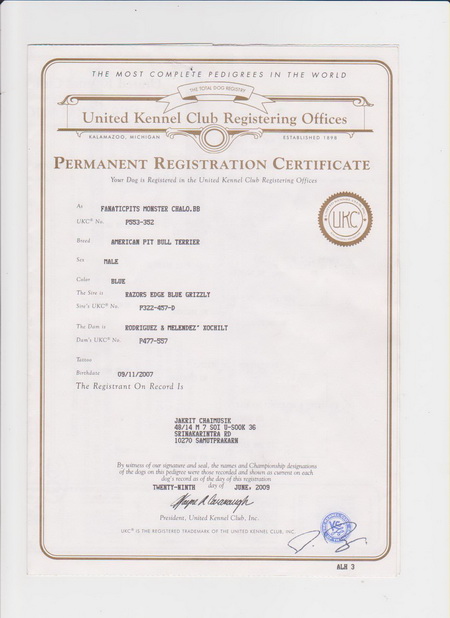 THE MOST COMPLETE PEDIGREES IN THE WORLD
THE TOTAL DOG REGISTRY
United Kennel Club Registering Offices
KALAMAZOO, MICHIGAN ESTABLISHED 1898
PERMANENT REGISTRATION CERTIFICATE
Your Dog is Registered in the United Kennel Club Registering Offices
As FANATICPITS MONSTER CHALO.BB
UKC® No. P553-352
UKC
Breed AMERICAN PIT BULL TERRIER
Sex MALE
Color BLUE
The Sire is RAZORS EDGE BLUE GRIZZLY
Sire's UKC® No. P322-457-D
The Dam is RODRIGUEZ & MELENDEZ' XOCHILT
Dam's UKC® No. P477-557
Tattoo
Birthdate 09/11/2007
The Registrant On Record Is
JAKRIT CHAIMUSIK
48/14 M 7 SOI B-SOOK 36
SRINAKARINTRA RD
10270 SAMUTPRAKARN
By witness of our signature and seal, the names and Championship designations
of the dogs on this pedigree were those recorded and shown as current on each
dog's record as of the day of this registration
TWENTY-NINTH day of JUNE, 2009
Wayne R Cavanaugh
President, United Kennel Club, Inc.
UKC® IS THE REGISTERED TRADEMARK OF THE UNITED KENNEL CLUB, INC.
ALH 3